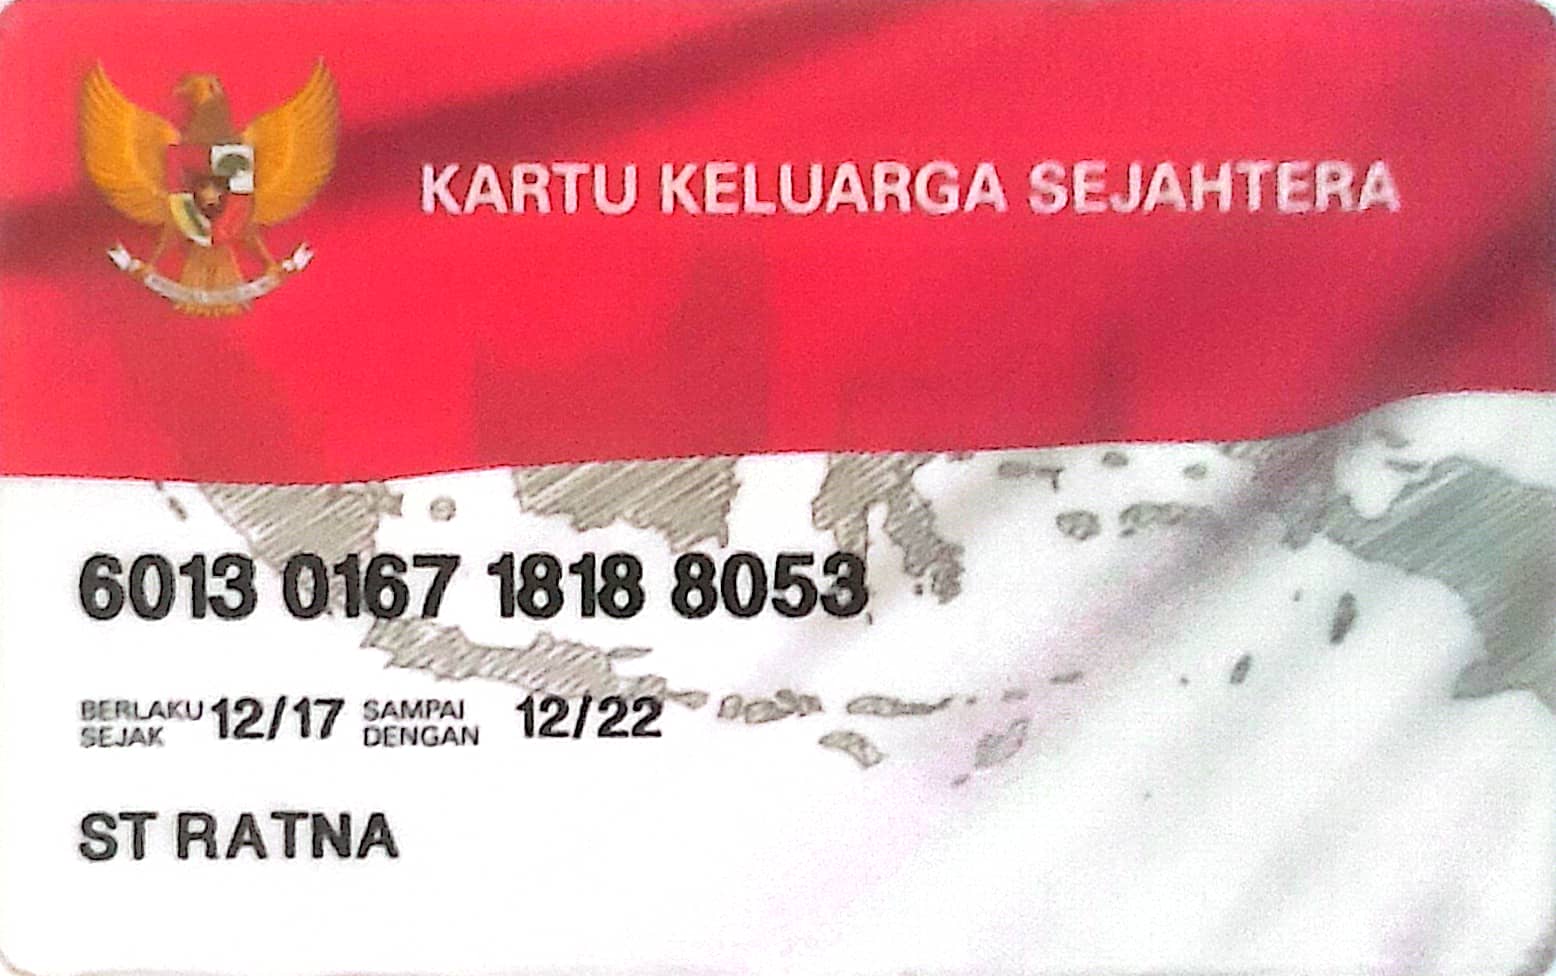 KARTU KELUARGA SEJAHTERA
6013 0167 1818 8053
BERLAKU SEJAK 12/17 SAMPAI DENGAN 12/22
ST RATNA